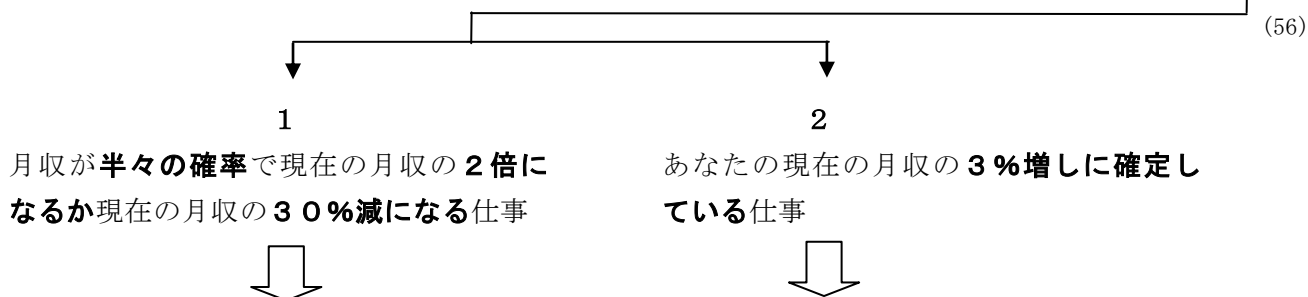 (56)
1
月収が半々の確率で現在の月収の２倍に
なるか現在の月収の３０%減になる仕事
2
あなたの現在の月収の３%増しに確定し
ている仕事